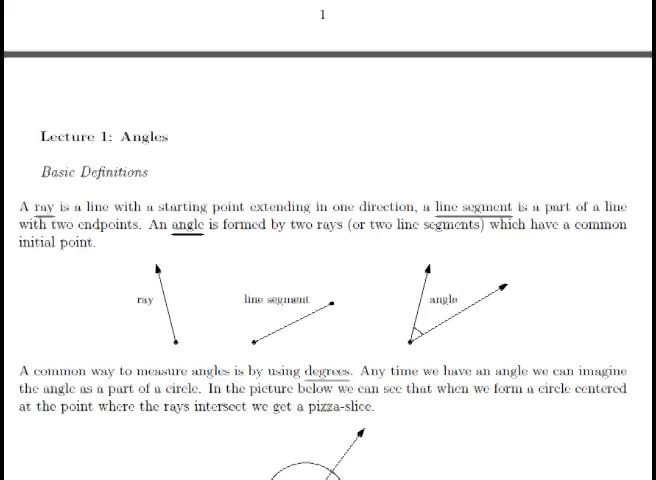 1
Lecture 1: Angles
Basic Definitions
A ray is a line with a starting point extending in one direction, a line segment is a part of a line
with two endpoints. An angle is formed by two rays (or two line segments) which have a common
initial point.
ray line segment angle
A common way to measure angles is by using degrees. Any time we have an angle we can imagine
the angle as a part of a circle. In the picture below we can see that when we form a circle centered
at the point where the rays intersect we get a pizza-slice.